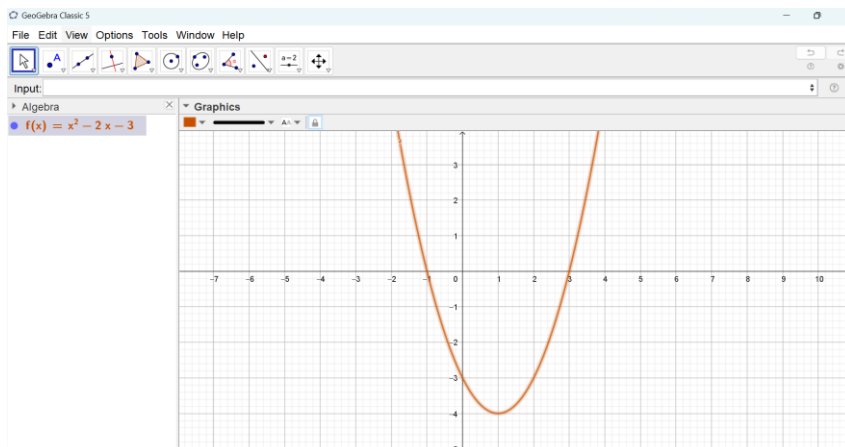 GeoGebra Classic 5
File Edit View Options Tools Window Help
A a=2
Input:
Algebra
Graphics
f(x) = x² − 2 x − 3
AA
3
2
1
−7 −6 −5 −4 −3 −2 −1 0 1 2 3 4 5 6 7 8 9 10
−1
−2
−3
−4